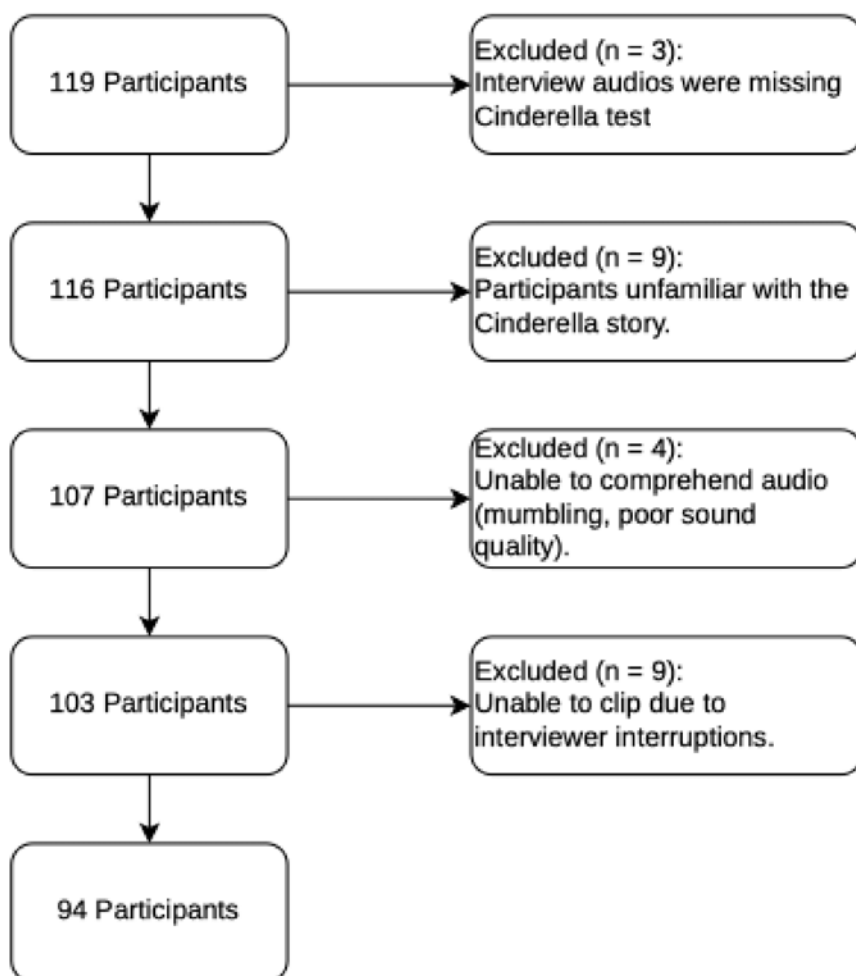 119 Participants
Excluded (n = 3):
Interview audios were missing
Cinderella test
116 Participants
Excluded (n = 9):
Participants unfamiliar with the
Cinderella story.
107 Participants
Excluded (n = 4):
Unable to comprehend audio
(mumbling, poor sound
quality).
103 Participants
Excluded (n = 9):
Unable to clip due to
interviewer interruptions.
94 Participants